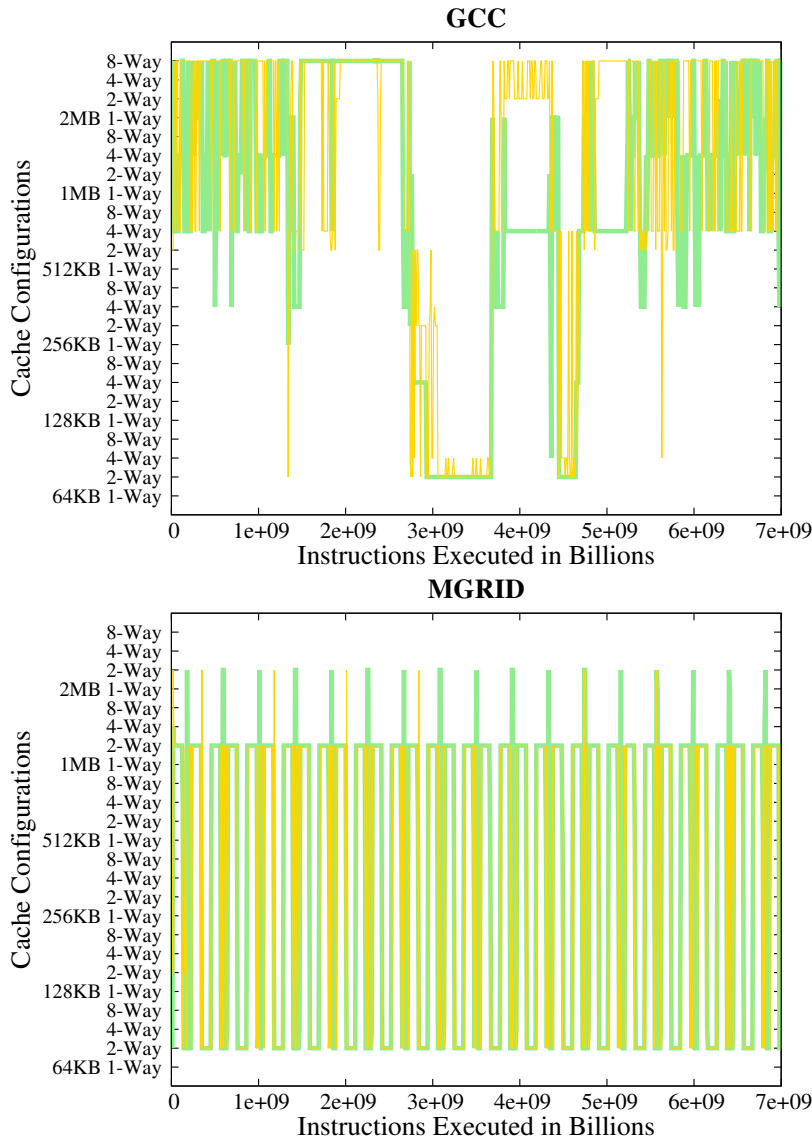 GCC
8-Way
4-Way
2-Way
2MB 1-Way
8-Way
4-Way
2-Way
1MB 1-Way
8-Way
4-Way
2-Way
512KB 1-Way
8-Way
4-Way
2-Way
256KB 1-Way
8-Way
4-Way
2-Way
128KB 1-Way
8-Way
4-Way
2-Way
64KB 1-Way
Cache Configurations
0 1e+09 2e+09 3e+09 4e+09 5e+09 6e+09 7e+09
Instructions Executed in Billions
MGRID
8-Way
4-Way
2-Way
2MB 1-Way
8-Way
4-Way
2-Way
1MB 1-Way
8-Way
4-Way
2-Way
512KB 1-Way
8-Way
4-Way
2-Way
256KB 1-Way
8-Way
4-Way
2-Way
128KB 1-Way
8-Way
4-Way
2-Way
64KB 1-Way
Cache Configurations
0 1e+09 2e+09 3e+09 4e+09 5e+09 6e+09 7e+09
Instructions Executed in Billions